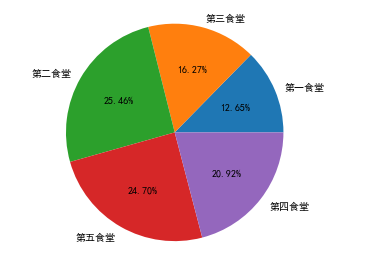 第三食堂
16.27%
第二食堂
第一食堂
25.46%
12.65%
24.70%
20.92%
第四食堂
第五食堂